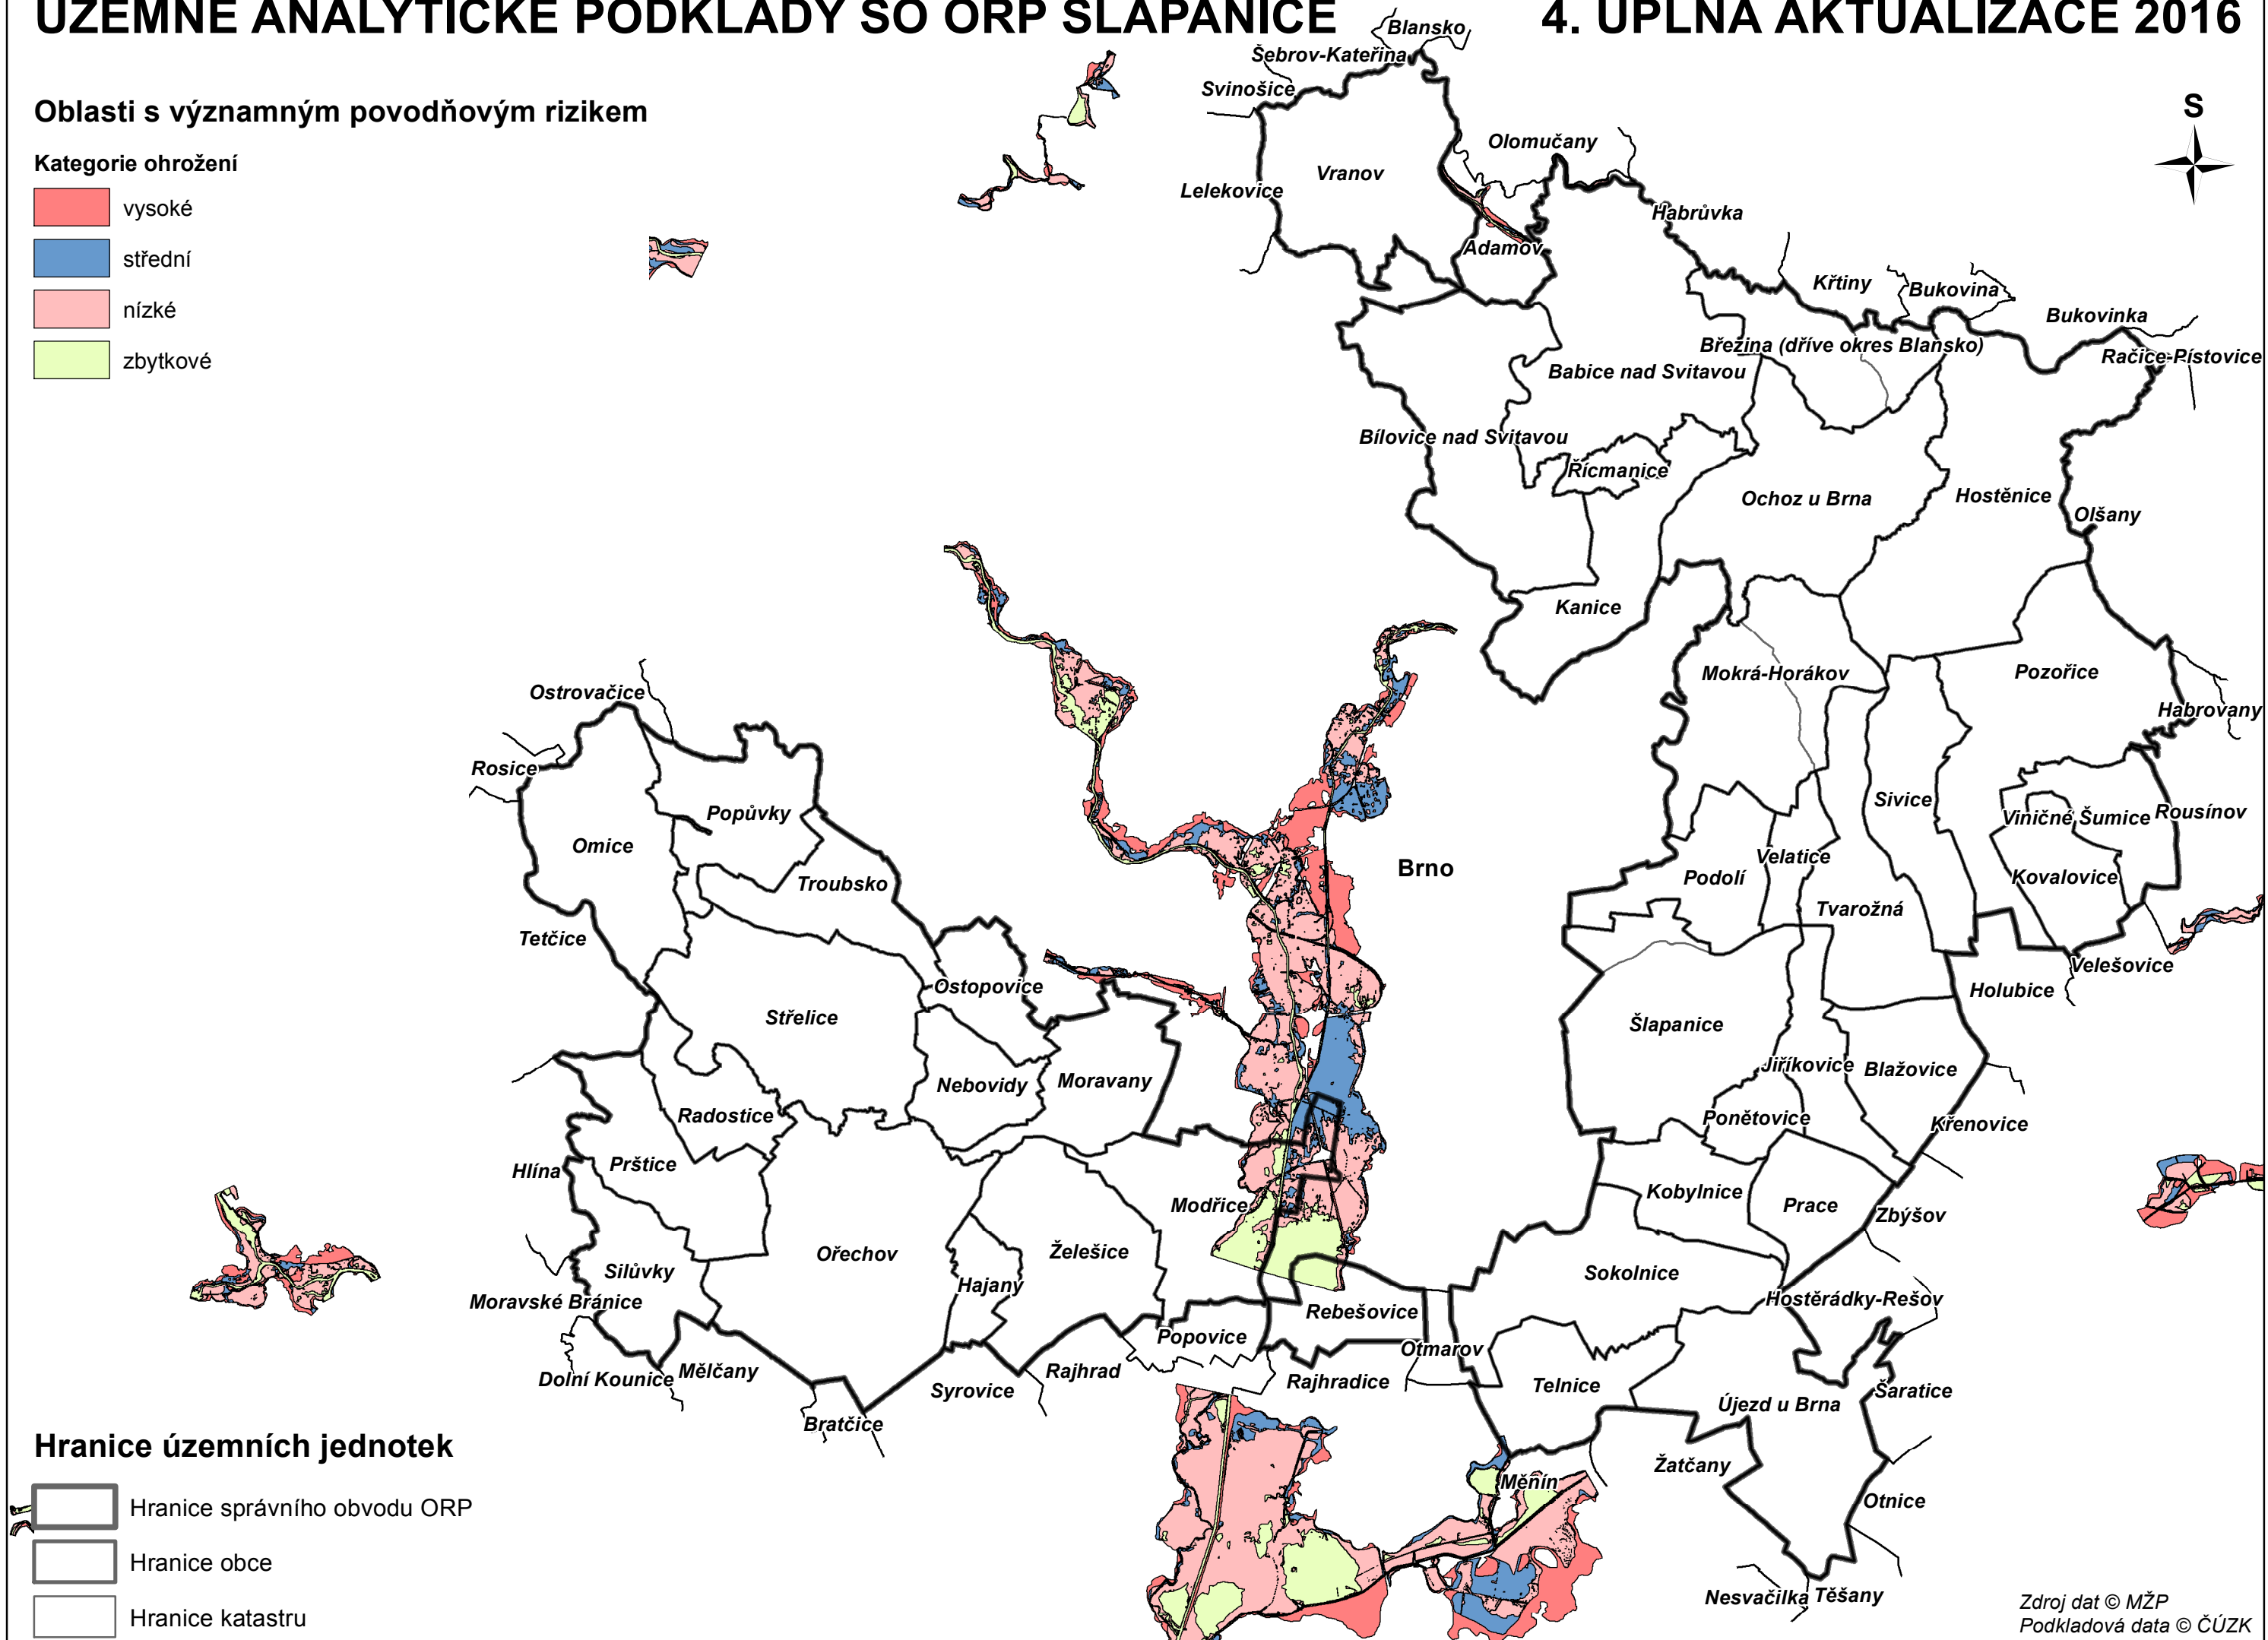 ÚZEMNĚ ANALYTICKÉ PODKLADY SO ORP ŠLAPANICE
4. ÚPLNÁ AKTUALIZACE 2016
Oblasti s významným povodňovým rizikem
Kategorie ohrožení
vysoké
střední
nízké
zbytkové
S
Blansko
Šebrov-Kateřina
Svinošice
Olomučany
Vranov
Lelekovice
Habrůvka
Adamov
Křtiny
Bukovina
Bukovinka
Březina (dříve okres Blansko)
Račice-Pístovice
Babice nad Svitavou
Bílovice nad Svitavou
Řícmanice
Ochoz u Brna
Hostěnice
Olšany
Kanice
Mokrá-Horákov
Pozořice
Ostrovačice
Habrovany
Rosice
Popůvky
Sivice
Viničné Šumice
Rousínov
Omice
Velatice
Brno
Troubsko
Podolí
Kovalovice
Tvarožná
Tetčice
Velešovice
Ostopovice
Holubice
Střelice
Šlapanice
Jiříkovice
Blažovice
Nebovidy
Moravany
Radostice
Ponětovice
Křenovice
Hlína
Prštice
Modřice
Kobylnice
Prace
Zbýšov
Ořechov
Želešice
Silůvky
Sokolnice
Hajany
Moravské Bránice
Rebešovice
Hostěrádky-Rešov
Popovice
Otmarov
Dolní Kounice
Mělčany
Rajhrad
Syrovice
Rajhradice
Telnice
Šaratice
Újezd u Brna
Bratčice
Žatčany
Měnín
Otnice
Nesvačilka
Těšany
Hranice územních jednotek
Hranice správního obvodu ORP
Hranice obce
Hranice katastru
Zdroj dat © MŽP
Podkladová data © ČÚZK